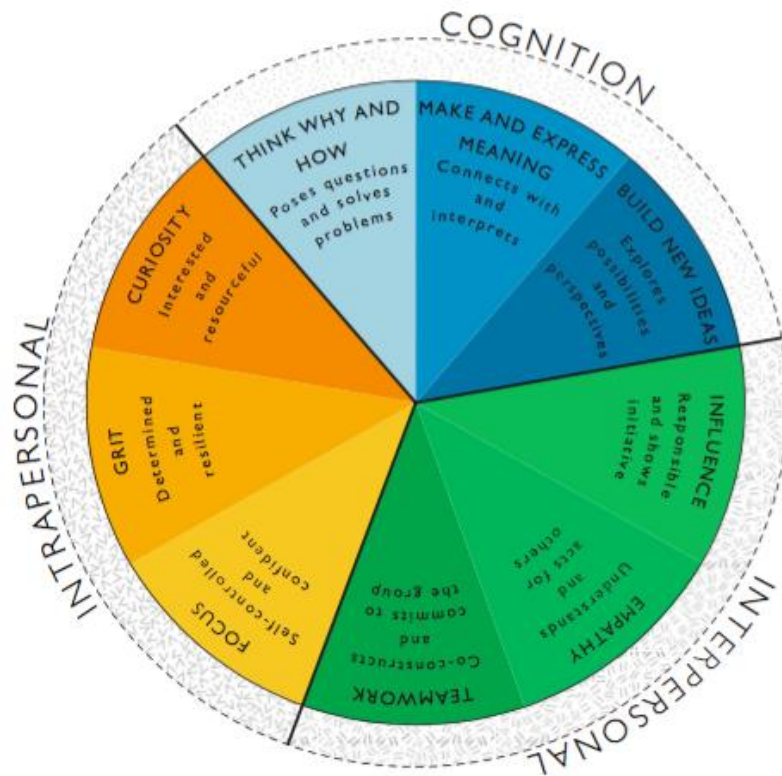 COGNITION
THINK WHY AND
HOW
Poses questions
and solves
problems
MAKE AND EXPRESS
MEANING
Connects with
and
interprets
BUILD NEW IDEAS
Explores
possibilities
and
perspectives
INTERPERSONAL
INFLUENCE
Responsible
and shows
initiative
EMPATHY
Understands
and
acts for
others
TEAMWORK
Co-constructs
and
commits to
the group
INTRAPERSONAL
FOCUS
Self-controlled
and
confident
GRIT
Determined
and
resilient
CURIOSITY
Interested
and
resourceful